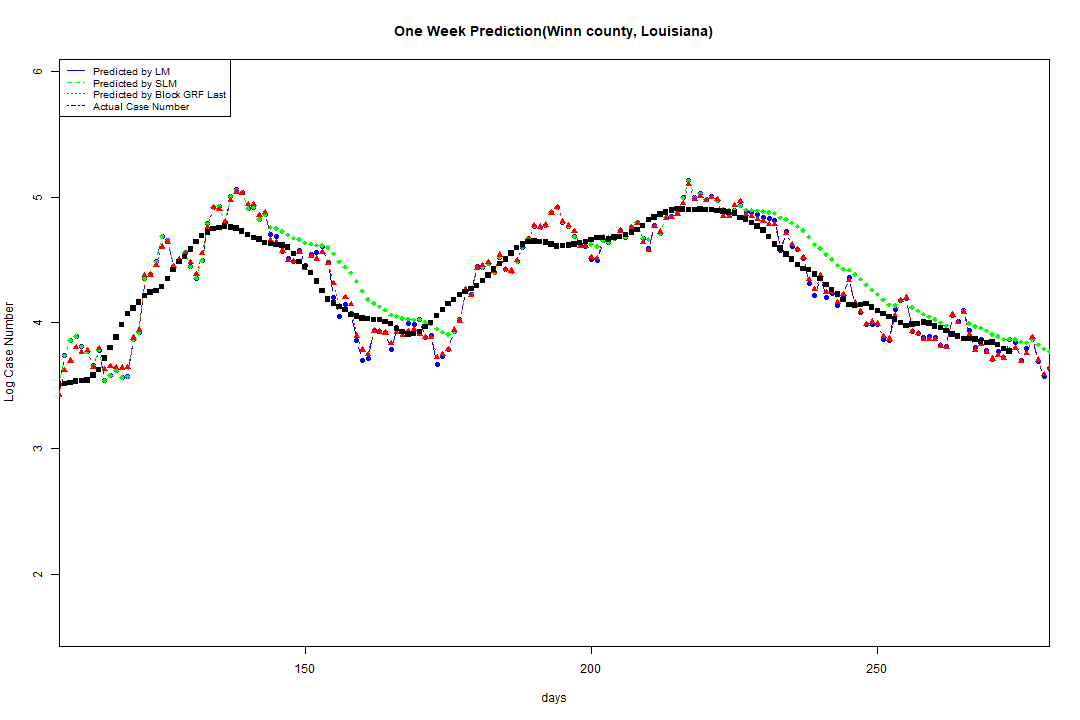 One Week Prediction(Winn county, Louisiana)
6
Predicted by LM
Predicted by SLM
Predicted by Block GRF Last
Actual Case Number
5
4
3
2
Log Case Number
150
200
250
days